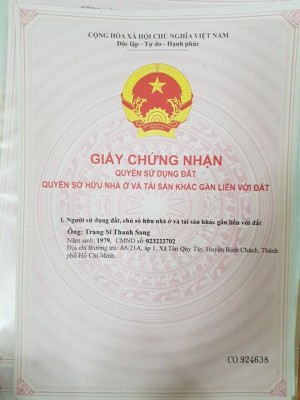 CỘNG HÒA XÃ HỘI CHỦ NGHĨA VIỆT NAM
Độc lập - Tự do - Hạnh phúc
GIẤY CHỨNG NHẬN
QUYỀN SỬ DỤNG ĐẤT
QUYỀN SỞ HỮU NHÀ Ở VÀ TÀI SẢN KHÁC GẮN LIỀN VỚI ĐẤT
I. Người sử dụng đất, chủ sở hữu nhà ở và tài sản khác gắn liền với đất
Ông: Trang Sĩ Thanh Sang
Năm sinh: 1979, CMND số: 023222702
Địa chỉ thường trú: A6/21A, ấp 1, Xã Tân Quý Tây, Huyện Bình Chánh, Thành
phố Hồ Chí Minh.
CO 924638